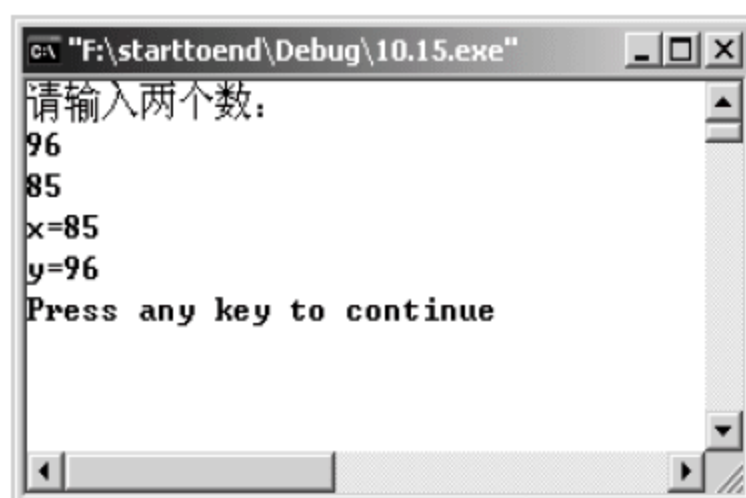 "F:\starttoend\Debug\10.15.exe"
请输入两个数：
96
85
x=85
y=96
Press any key to continue